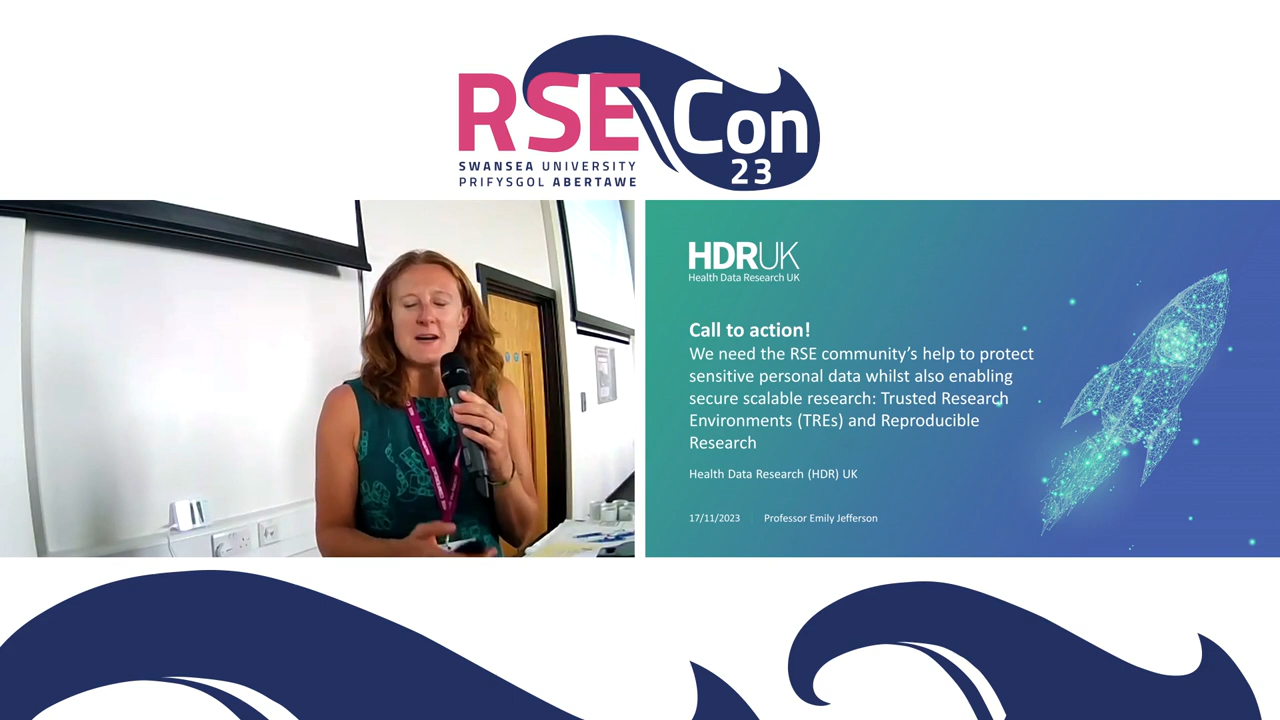 RSE Con
23
SWANSEA UNIVERSITY
PRIFYSGOL ABERTAWE
HDRUK
Health Data Research UK
Call to action!
We need the RSE community's help to protect
sensitive personal data whilst also enabling
secure scalable research: Trusted Research
Environments (TREs) and Reproducible
Research
Health Data Research (HDR) UK
17/11/2023 Professor Emily Jefferson